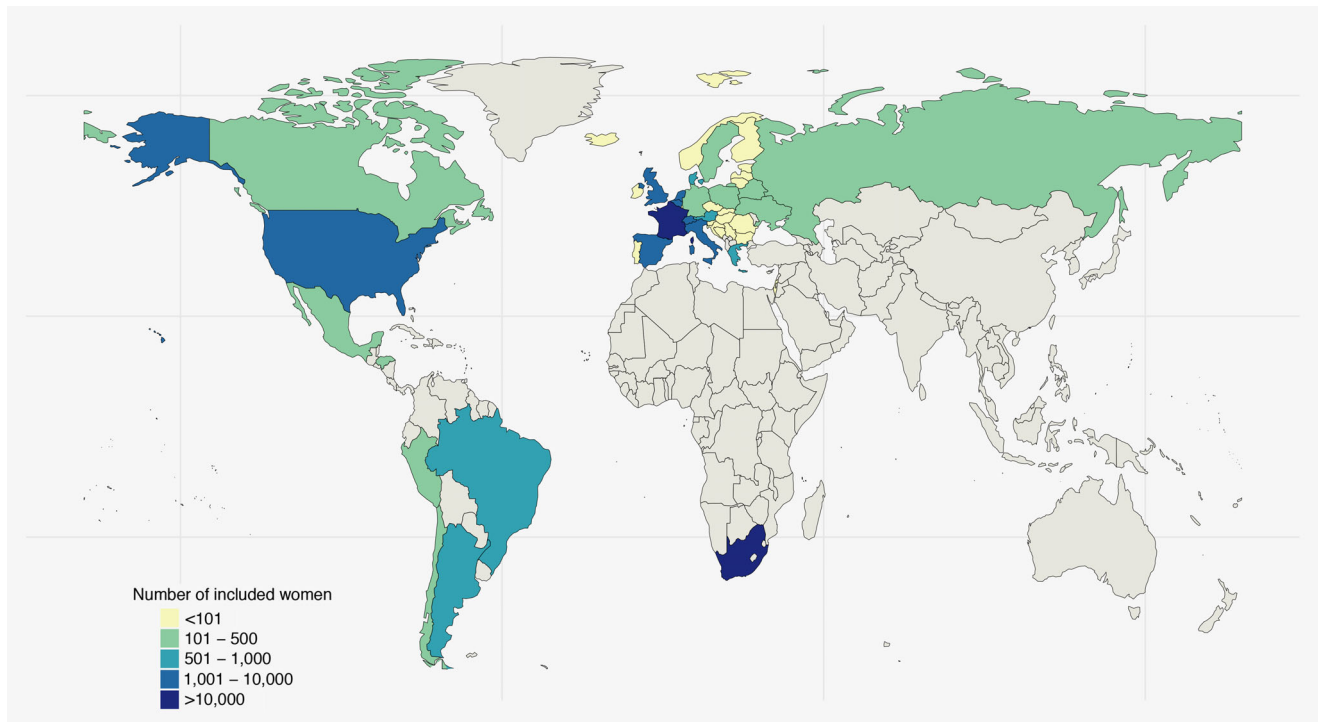 Number of included women
<101
101 – 500
501 – 1,000
1,001 – 10,000
>10,000